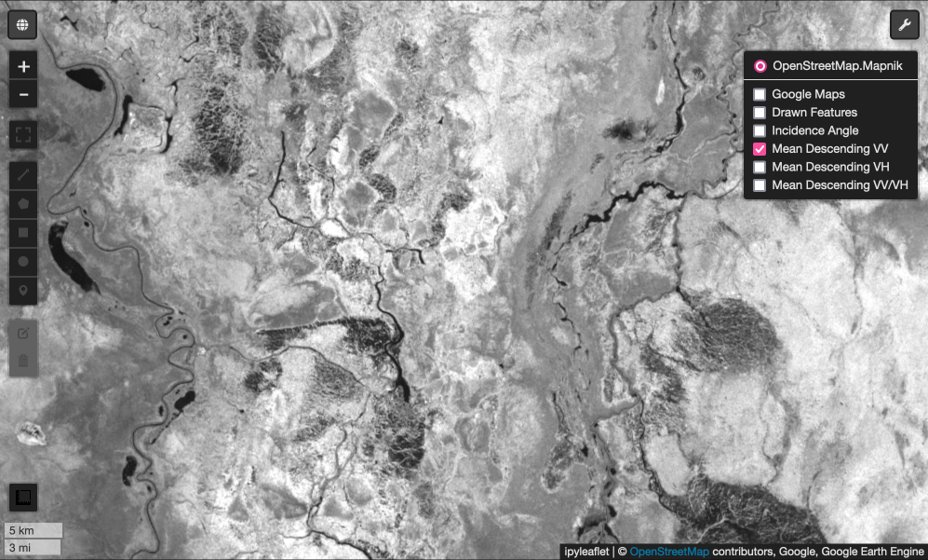 +
-
OpenStreetMap.Mapnik
Google Maps
Drawn Features
Incidence Angle
Mean Descending VV
Mean Descending VH
Mean Descending VV/VH
5 km
3 mi
ipyleaflet | © OpenStreetMap contributors, Google, Google Earth Engine